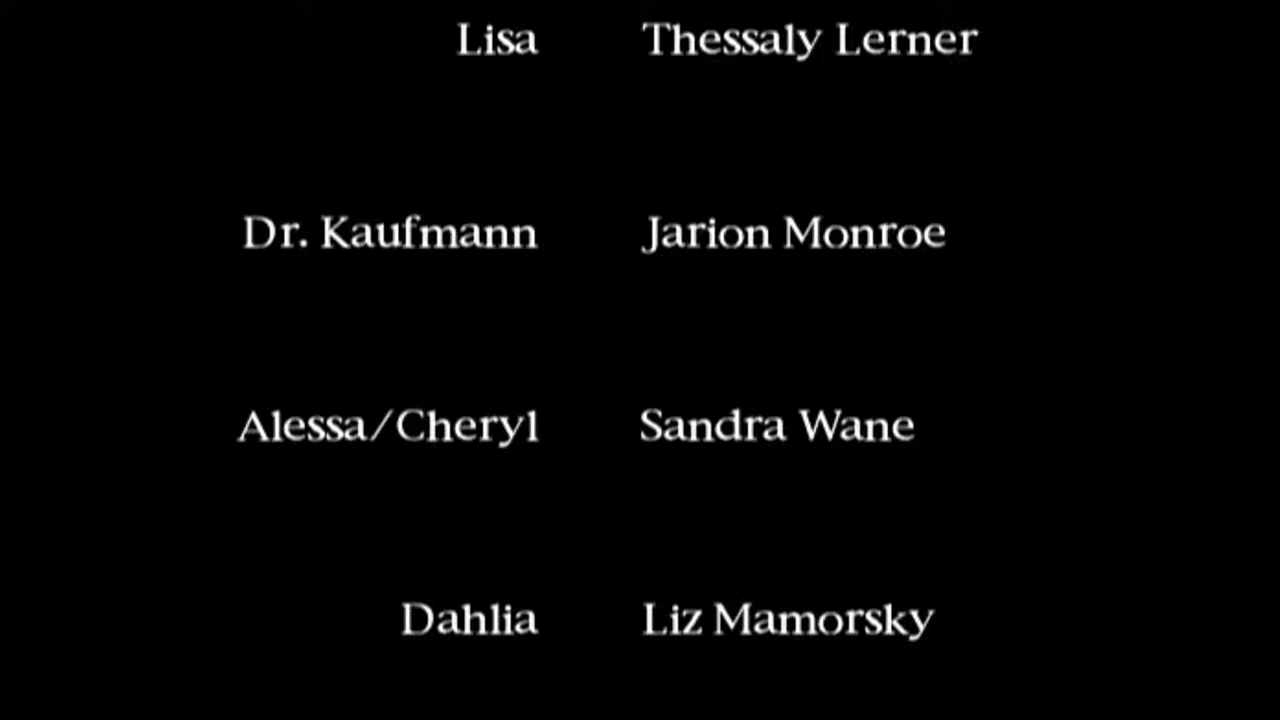 Lisa Thessaly Lerner
Dr. Kaufmann Jarion Monroe
Alessa/Cheryl Sandra Wane
Dahlia Liz Mamorsky